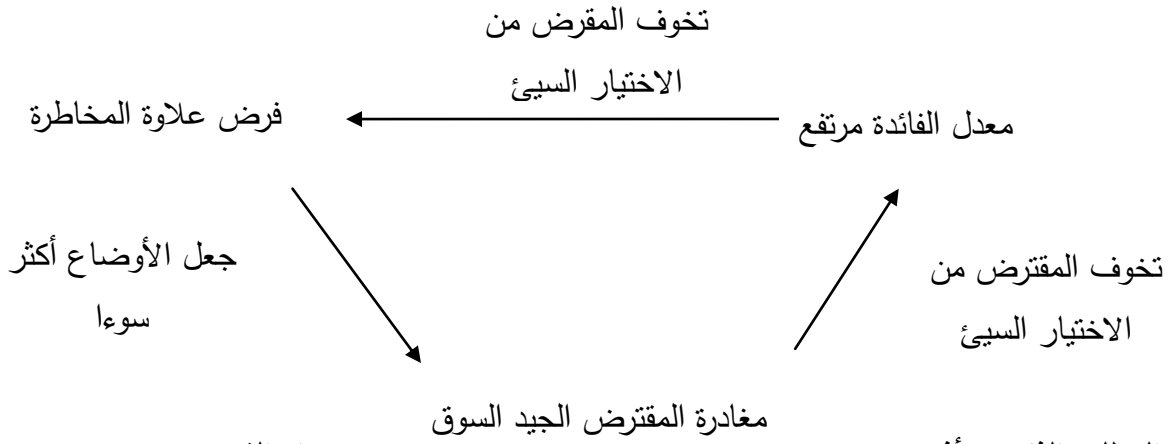 تخوف المقرض من
الاختيار السيئ
معدل الفائدة مرتفع
فرض علاوة المخاطرة
جعل الأوضاع أكثر
سوءا
تخوف المقترض من
الاختيار السيئ
مغادرة المقترض الجيد السوق